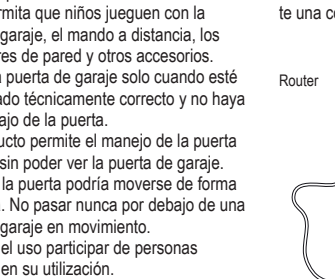 rmita que niños jueguen con la
garaje, el mando a distancia, los
res de pared y otros accesorios.
a puerta de garaje solo cuando esté
ado técnicamente correcto y no haya
ajo de la puerta.
ucto permite el manejo de la puerta
sin poder ver la puerta de garaje.
la puerta podría moverse de forma
. No pasar nunca por debajo de una
garaje en movimiento.
el uso participar de personas
en su utilización.
te una c
Router